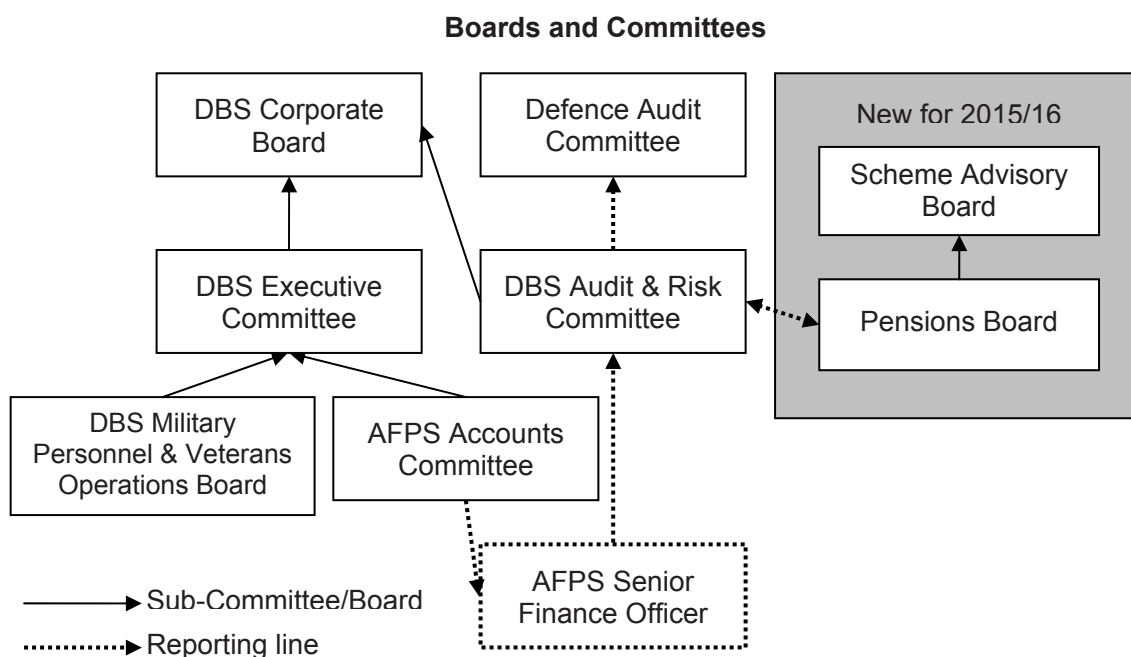 Boards and Committees
DBS Corporate
Board
Defence Audit
Committee
New for 2015/16
Scheme Advisory
Board
DBS Executive
Committee
DBS Audit & Risk
Committee
Pensions Board
DBS Military
Personnel & Veterans
Operations Board
AFPS Accounts
Committee
AFPS Senior
Finance Officer
Sub-Committee/Board
Reporting line